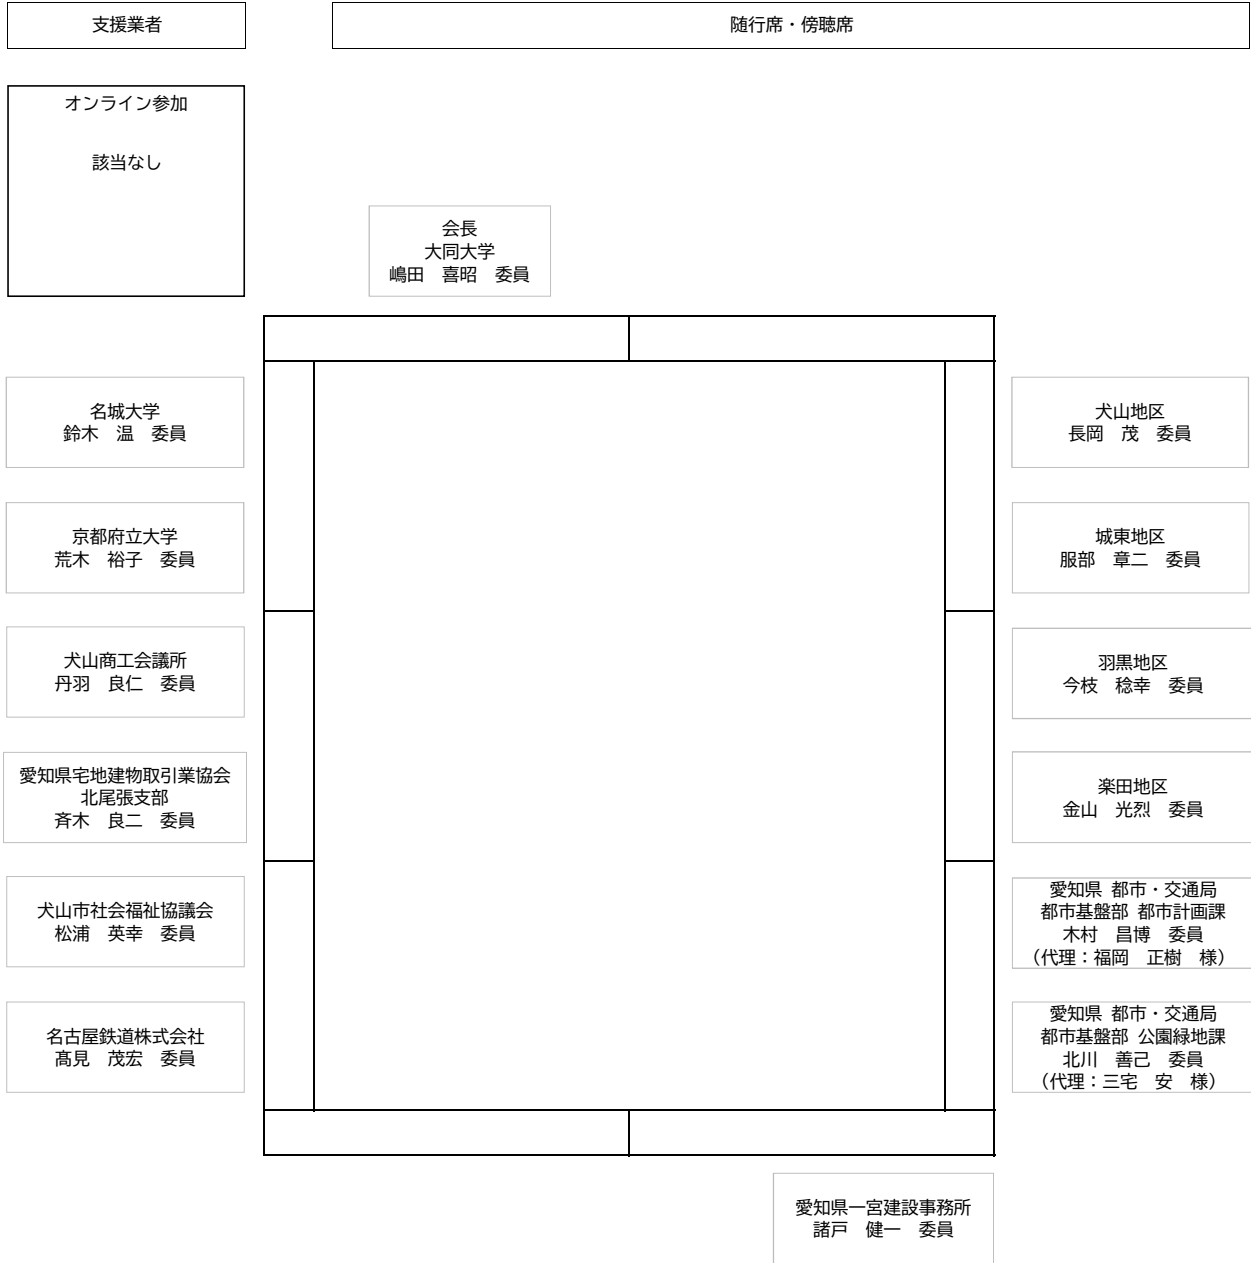 支援業者
随行席・傍聴席
オンライン参加
該当なし
会長
大同大学
嶋田　喜昭　委員
名城大学
鈴木　温　委員
京都府立大学
荒木　裕子　委員
犬山商工会議所
丹羽　良仁　委員
愛知県宅地建物取引業協会
北尾張支部
斉木　良二　委員
犬山市社会福祉協議会
松浦　英幸　委員
名古屋鉄道株式会社
髙見　茂宏　委員
犬山地区
長岡　茂　委員
城東地区
服部　章二　委員
羽黒地区
今枝　稔幸　委員
楽田地区
金山　光烈　委員
愛知県 都市・交通局
都市基盤部 都市計画課
木村　昌博　委員
（代理：福岡　正樹　様）
愛知県 都市・交通局
都市基盤部 公園緑地課
北川　善己　委員
（代理：三宅　安　様）
愛知県一宮建設事務所
諸戸　健一　委員